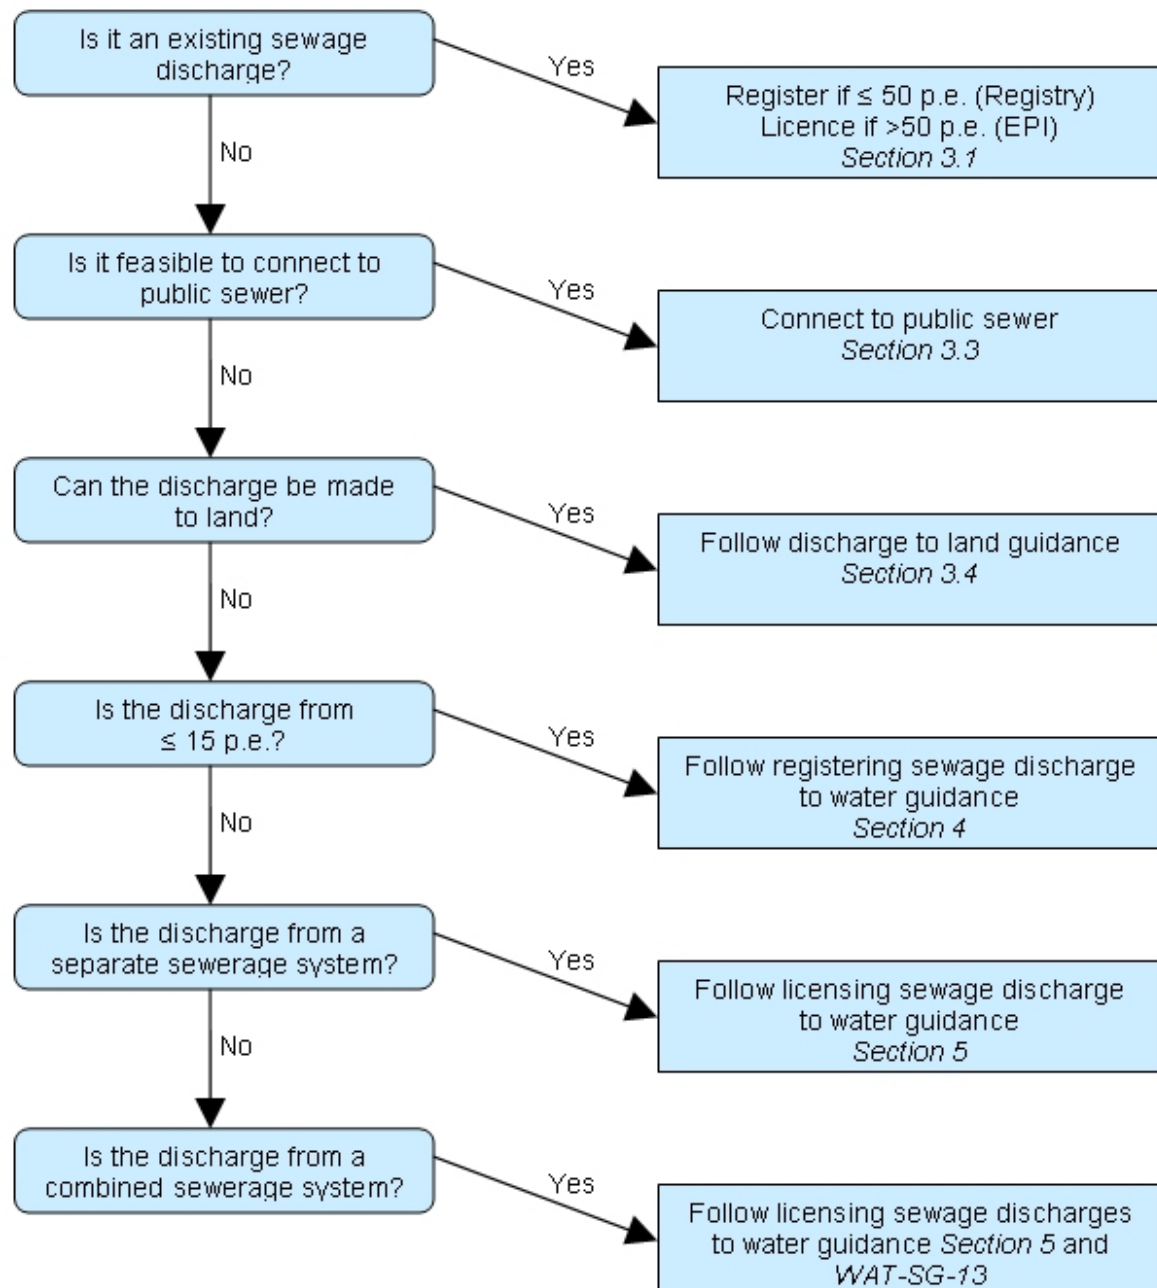 Is it an existing sewage
discharge?
Yes
Register if ≤ 50 p.e. (Registry)
Licence if >50 p.e. (EPI)
Section 3.1
No
Is it feasible to connect to
public sewer?
Yes
Connect to public sewer
Section 3.3
No
Can the discharge be made
to land?
Yes
Follow discharge to land guidance
Section 3.4
No
Is the discharge from
≤ 15 p.e.?
Yes
Follow registering sewage discharge
to water guidance
Section 4
No
Is the discharge from a
separate sewerage system?
Yes
Follow licensing sewage discharge
to water guidance
Section 5
No
Is the discharge from a
combined sewerage system?
Yes
Follow licensing sewage discharges
to water guidance Section 5 and
WAT-SG-13